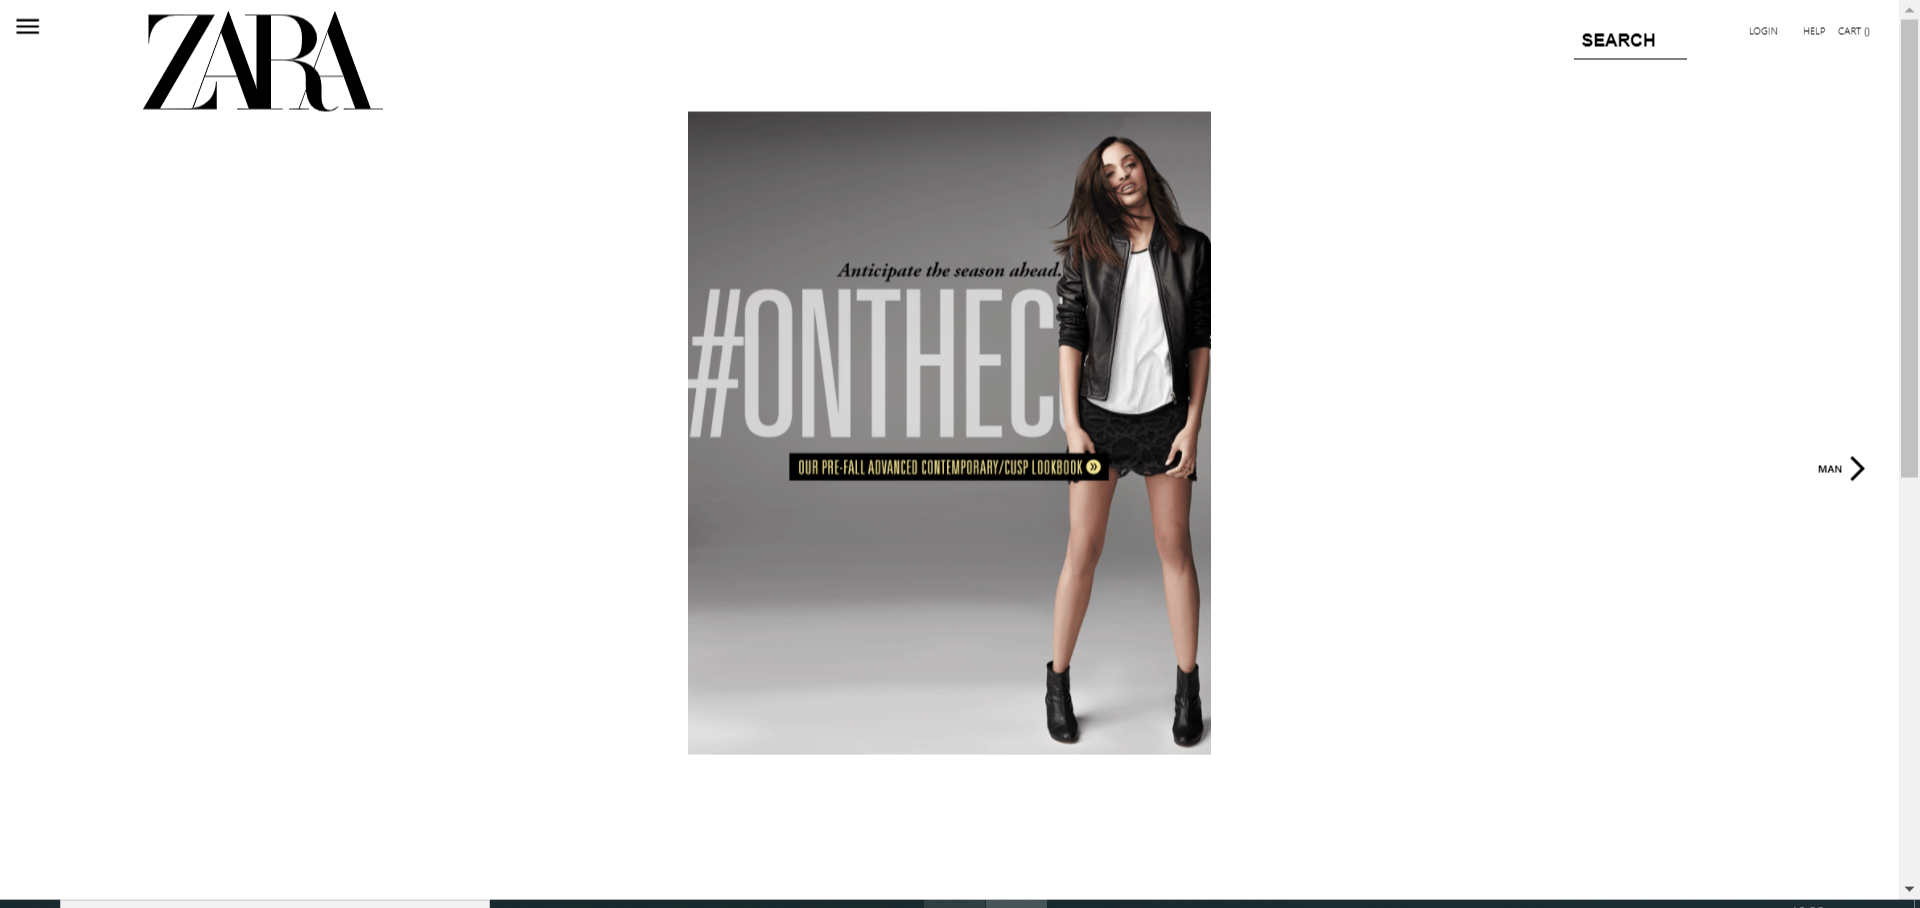 ZARA
SEARCH
LOGIN
HELP
CART ()
Anticipate the season ahead.
#ONTHEC
OUR PRE-FALL ADVANCED CONTEMPORARY/CUSP LOOKBOOK
MAN